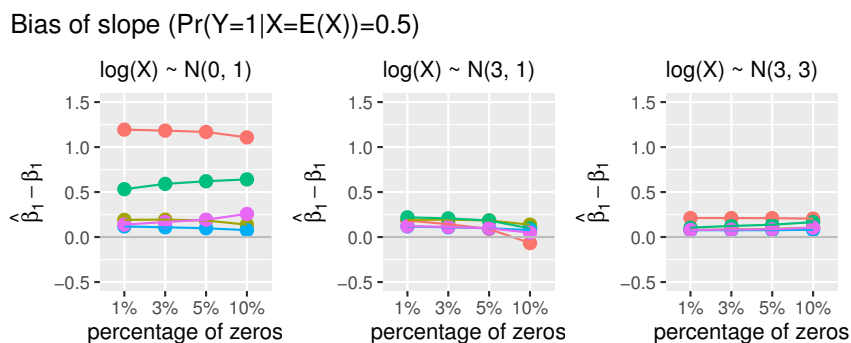 Bias of slope (Pr(Y=1|X=E(X))=0.5)
log(X) ~ N(0, 1)
β̂₁ − β₁
1.5
1.0
0.5
0.0
−0.5
1% 3% 5% 10%
percentage of zeros
log(X) ~ N(3, 1)
β̂₁ − β₁
1.5
1.0
0.5
0.0
−0.5
1% 3% 5% 10%
percentage of zeros
log(X) ~ N(3, 3)
β̂₁ − β₁
1.5
1.0
0.5
0.0
−0.5
1% 3% 5% 10%
percentage of zeros